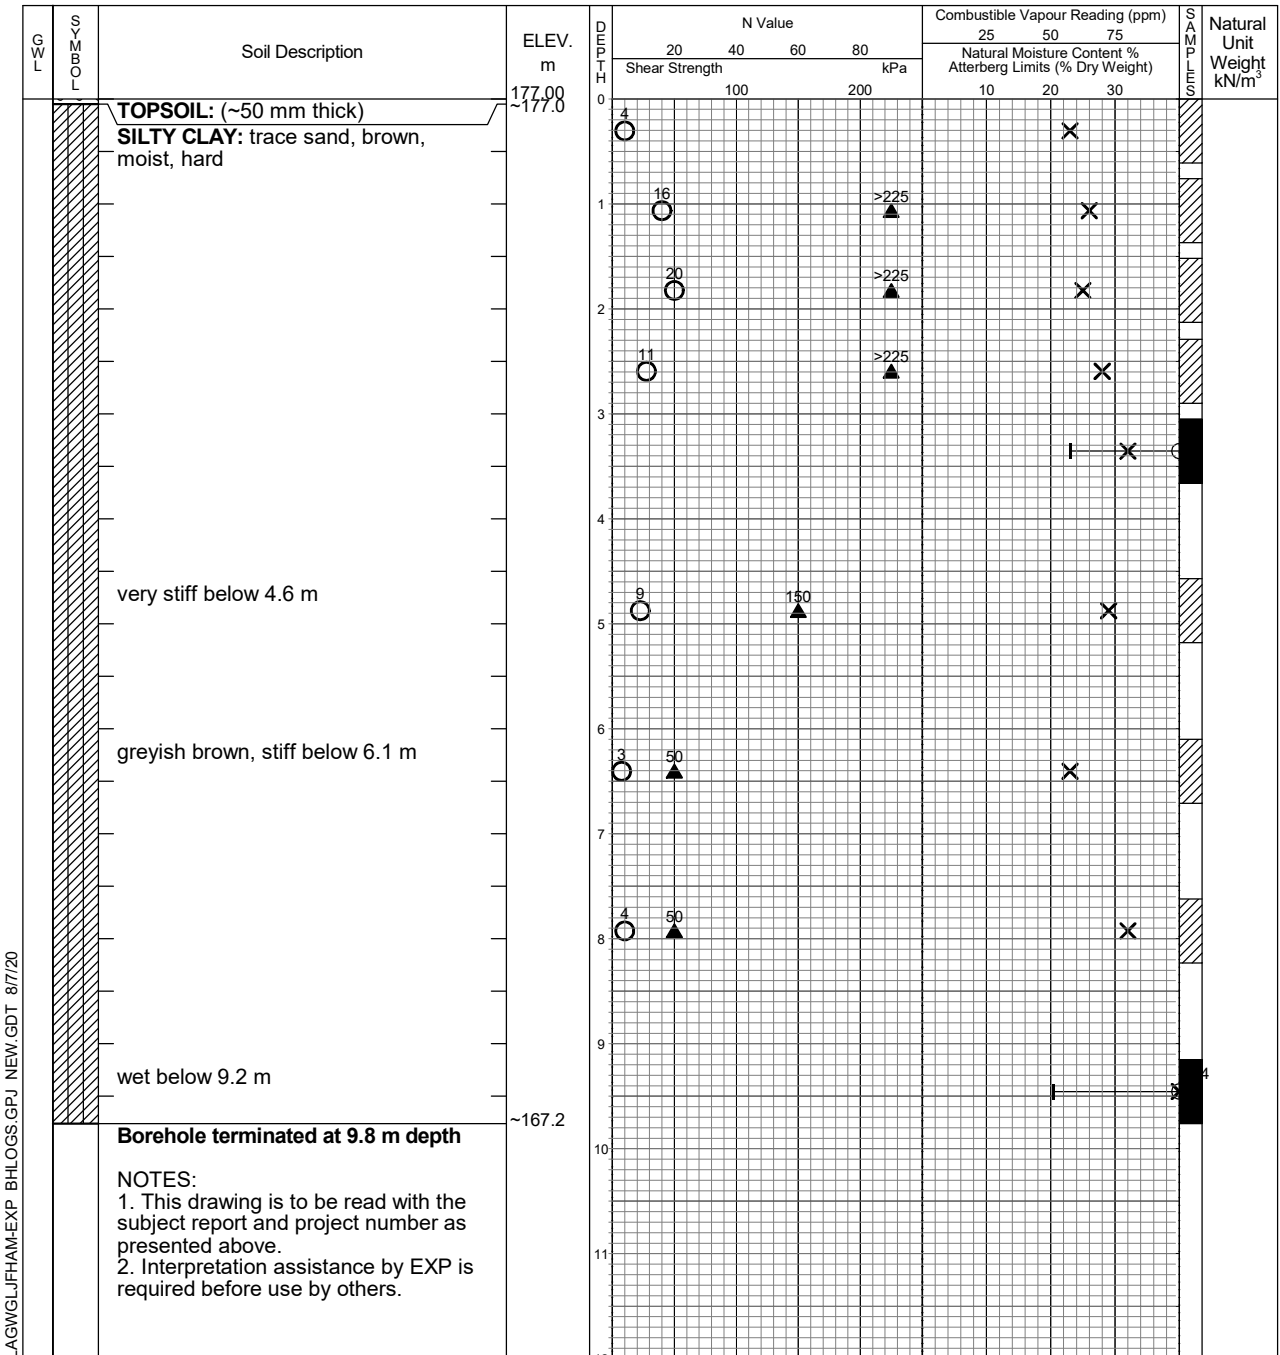 GWL
SYMBOL
Soil Description
ELEV.
m
DEPTH
N Value
20 40 60 80
Shear Strength kPa
100 200
Combustible Vapour Reading (ppm)
25 50 75
Natural Moisture Content %
Atterberg Limits (% Dry Weight)
10 20 30
SAMPLES
Natural
Unit
Weight
kN/m3
177.00
~177.0
0
TOPSOIL: (~50 mm thick)
SILTY CLAY: trace sand, brown,
moist, hard
4
1
16
>225
20
>225
2
11
>225
3
4
very stiff below 4.6 m
9
150
5
6
greyish brown, stiff below 6.1 m
3
50
7
4
50
8
9
wet below 9.2 m
4
~167.2
Borehole terminated at 9.8 m depth
10
NOTES:
1. This drawing is to be read with the
subject report and project number as
presented above.
2. Interpretation assistance by EXP is
required before use by others.
11
AGWGLJFHAM-EXP BHLOGS.GPJ NEW.GDT 8/7/20